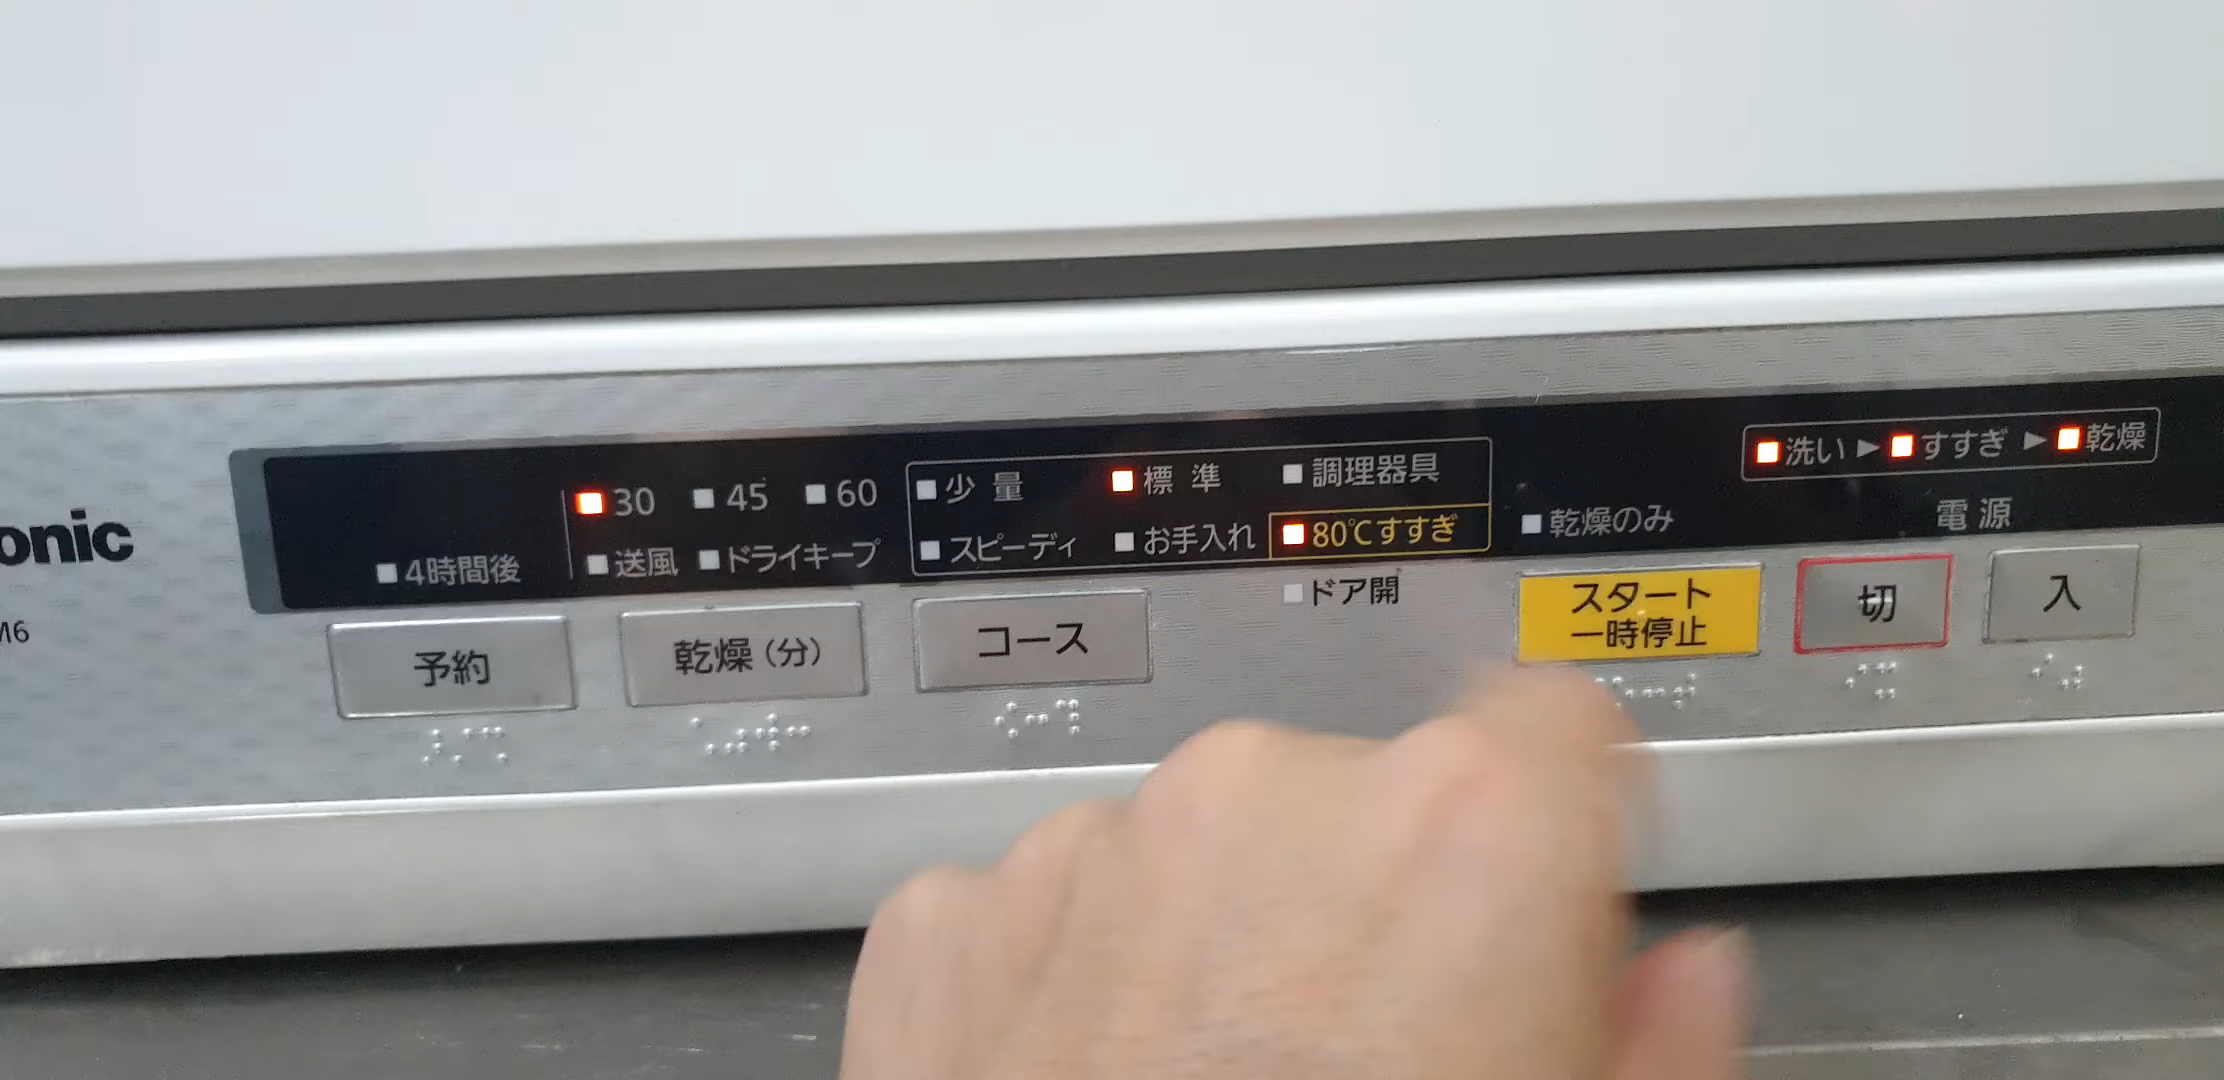 onic
M6
4時間後
30 45 60
送風 ドライキープ
少量 標準 調理器具
スピーディ お手入れ 80℃すすぎ
ドア開
乾燥のみ
洗い ▶ すすぎ ▶ 乾燥
電源
予約
乾燥(分)
コース
スタート
一時停止
切
入